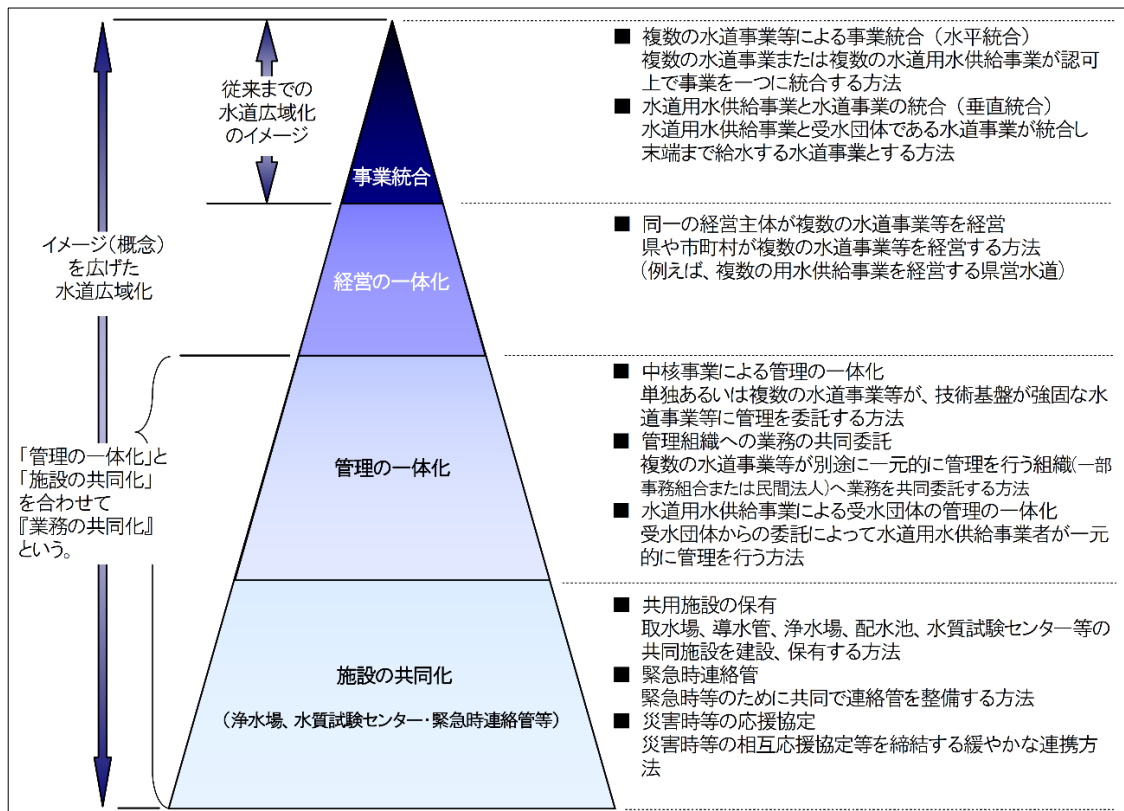 従来までの
水道広域化
のイメージ
イメージ(概念)
を広げた
水道広域化
「管理の一体化」と
「施設の共同化」
を合わせて
『業務の共同化』
という。
事業統合
経営の一体化
管理の一体化
施設の共同化
(浄水場、水質試験センター・緊急時連絡管等)
■ 複数の水道事業等による事業統合(水平統合)
複数の水道事業または複数の水道用水供給事業が認可
上で事業を一つに統合する方法
■ 水道用水供給事業と水道事業の統合(垂直統合)
水道用水供給事業と受水団体である水道事業が統合し
末端まで給水する水道事業とする方法
■ 同一の経営主体が複数の水道事業等を経営
県や市町村が複数の水道事業等を経営する方法
(例えば、複数の用水供給事業を経営する県営水道)
■ 中核事業による管理の一体化
単独あるいは複数の水道事業等が、技術基盤が強固な水
道事業等に管理を委託する方法
■ 管理組織への業務の共同委託
複数の水道事業等が別途に一元的に管理を行う組織(一部
事務組合または民間法人)へ業務を共同委託する方法
■ 水道用水供給事業による受水団体の管理の一体化
受水団体からの委託によって水道用水供給事業者が一元
的に管理を行う方法
■ 共用施設の保有
取水場、導水管、浄水場、配水池、水質試験センター等の
共同施設を建設、保有する方法
■ 緊急時連絡管
緊急時等のために共同で連絡管を整備する方法
■ 災害時等の応援協定
災害時等の相互応援協定等を締結する緩やかな連携方
法